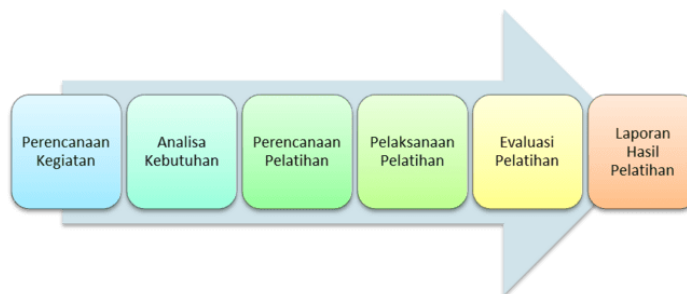 Perencanaan
Kegiatan
Analisa
Kebutuhan
Perencanaan
Pelatihan
Pelaksanaan
Pelatihan
Evaluasi
Pelatihan
Laporan
Hasil
Pelatihan